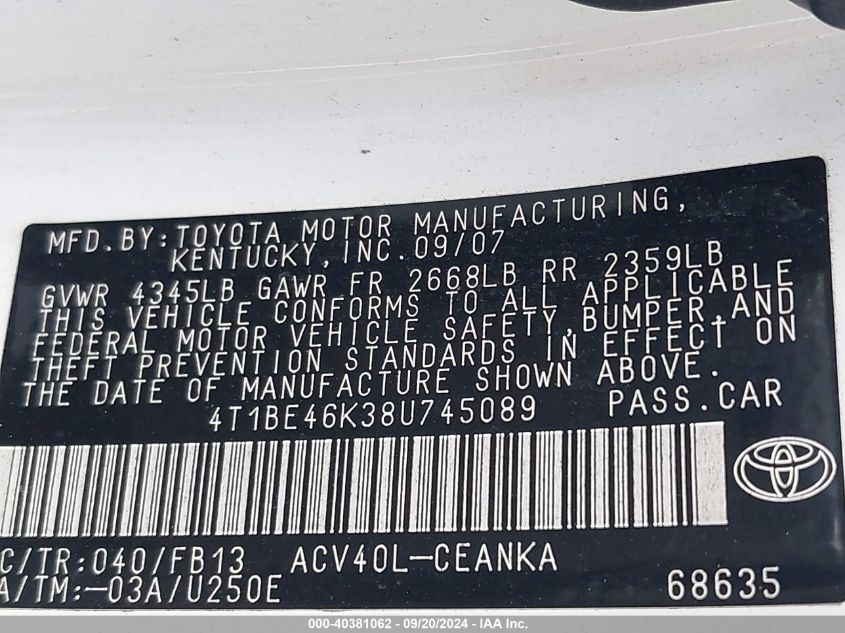 MFD. BY: TOYOTA MOTOR MANUFACTURING,
KENTUCKY, INC. 09/07
GVWR 4345LB GAWR FR 2668LB RR 2359LB
THIS VEHICLE CONFORMS TO ALL APPLICABLE
FEDERAL MOTOR VEHICLE SAFETY, BUMPER, AND
THEFT PREVENTION STANDARDS IN EFFECT ON
THE DATE OF MANUFACTURE SHOWN ABOVE.
4T1BE46K38U745089 PASS. CAR
C/TR: 040/FB13 ACV40L-CEANKA
A/TM: -03A/U250E 68635
000-40381062 - 09/20/2024 - IAA Inc.